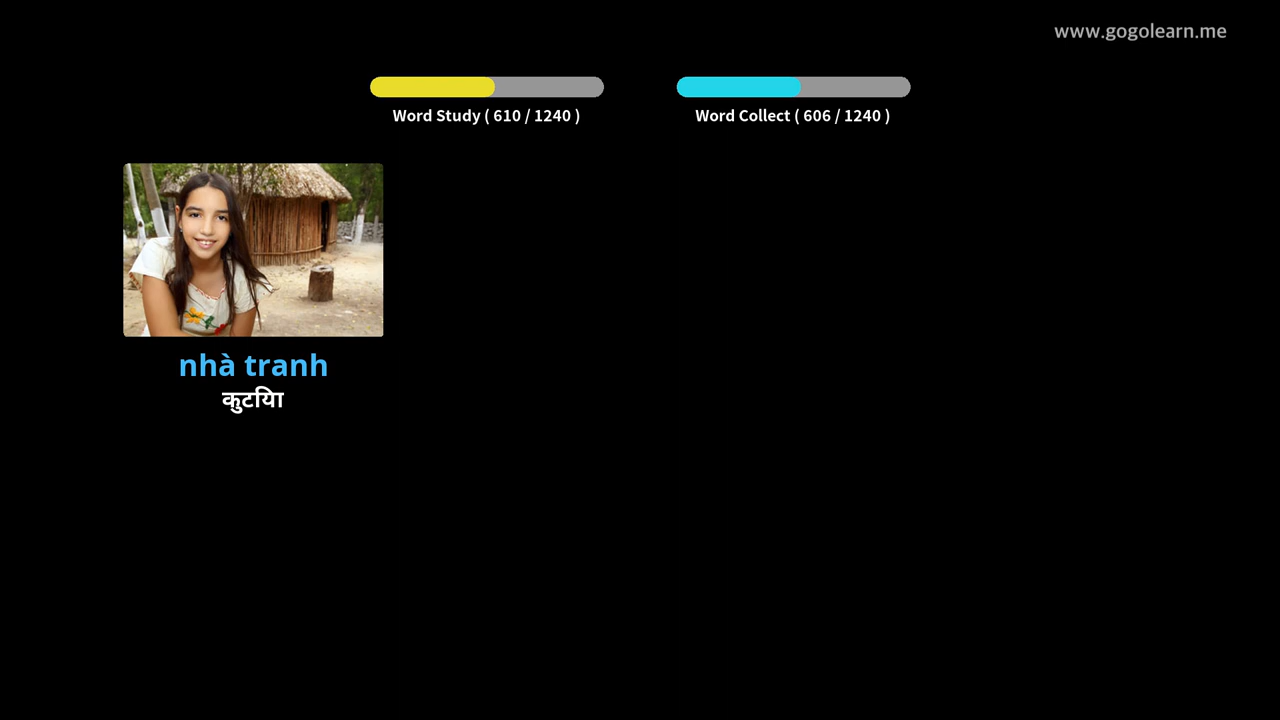 www.gogolearn.me
Word Study ( 610 / 1240 )
Word Collect ( 606 / 1240 )
nhà tranh
कुटिया